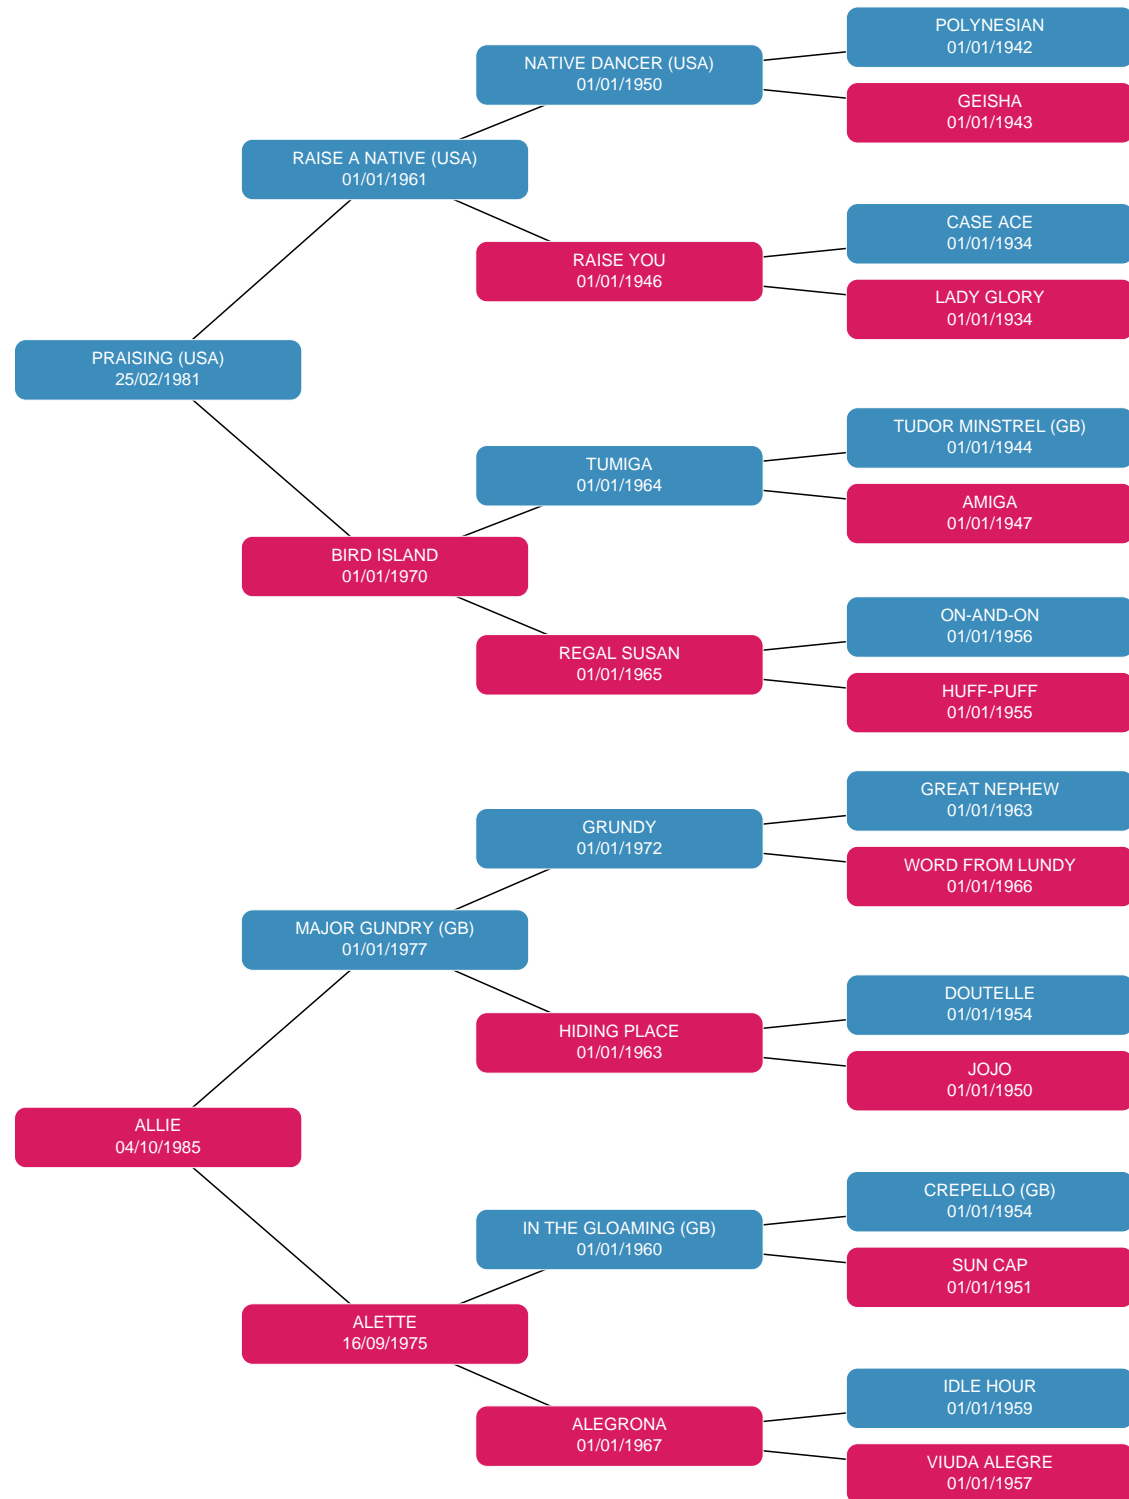 POLYNESIAN
01/01/1942
NATIVE DANCER (USA)
01/01/1950
GEISHA
01/01/1943
RAISE A NATIVE (USA)
01/01/1961
CASE ACE
01/01/1934
RAISE YOU
01/01/1946
LADY GLORY
01/01/1934
PRAISING (USA)
25/02/1981
TUDOR MINSTREL (GB)
01/01/1944
TUMIGA
01/01/1964
AMIGA
01/01/1947
BIRD ISLAND
01/01/1970
ON-AND-ON
01/01/1956
REGAL SUSAN
01/01/1965
HUFF-PUFF
01/01/1955
GREAT NEPHEW
01/01/1963
GRUNDY
01/01/1972
WORD FROM LUNDY
01/01/1966
MAJOR GUNDRY (GB)
01/01/1977
DOUTELLE
01/01/1954
HIDING PLACE
01/01/1963
JOJO
01/01/1950
ALLIE
04/10/1985
CREPELLO (GB)
01/01/1954
IN THE GLOAMING (GB)
01/01/1960
SUN CAP
01/01/1951
ALETTE
16/09/1975
IDLE HOUR
01/01/1959
ALEGRONA
01/01/1967
VIUDA ALEGRE
01/01/1957